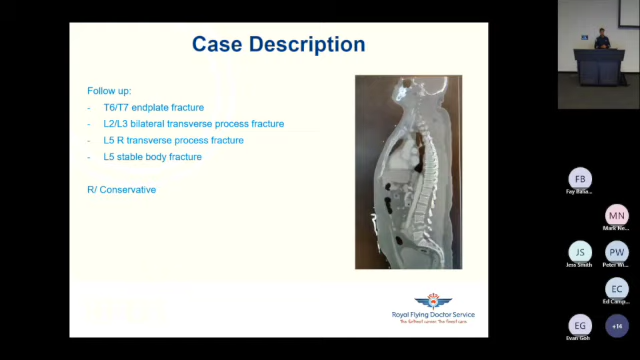 Case Description
Follow up:
- T6/T7 endplate fracture
- L2/L3 bilateral transverse process fracture
- L5 R transverse process fracture
- L5 stable body fracture
R/ Conservative
Royal Flying Doctor Service
The furthest corner. The finest care.
FB
Fay Balla...
MN
Mark Ne...
JS
Jess Smith
PW
Peter Wi...
EC
Ed Camp...
EG
Evan Goh
+14